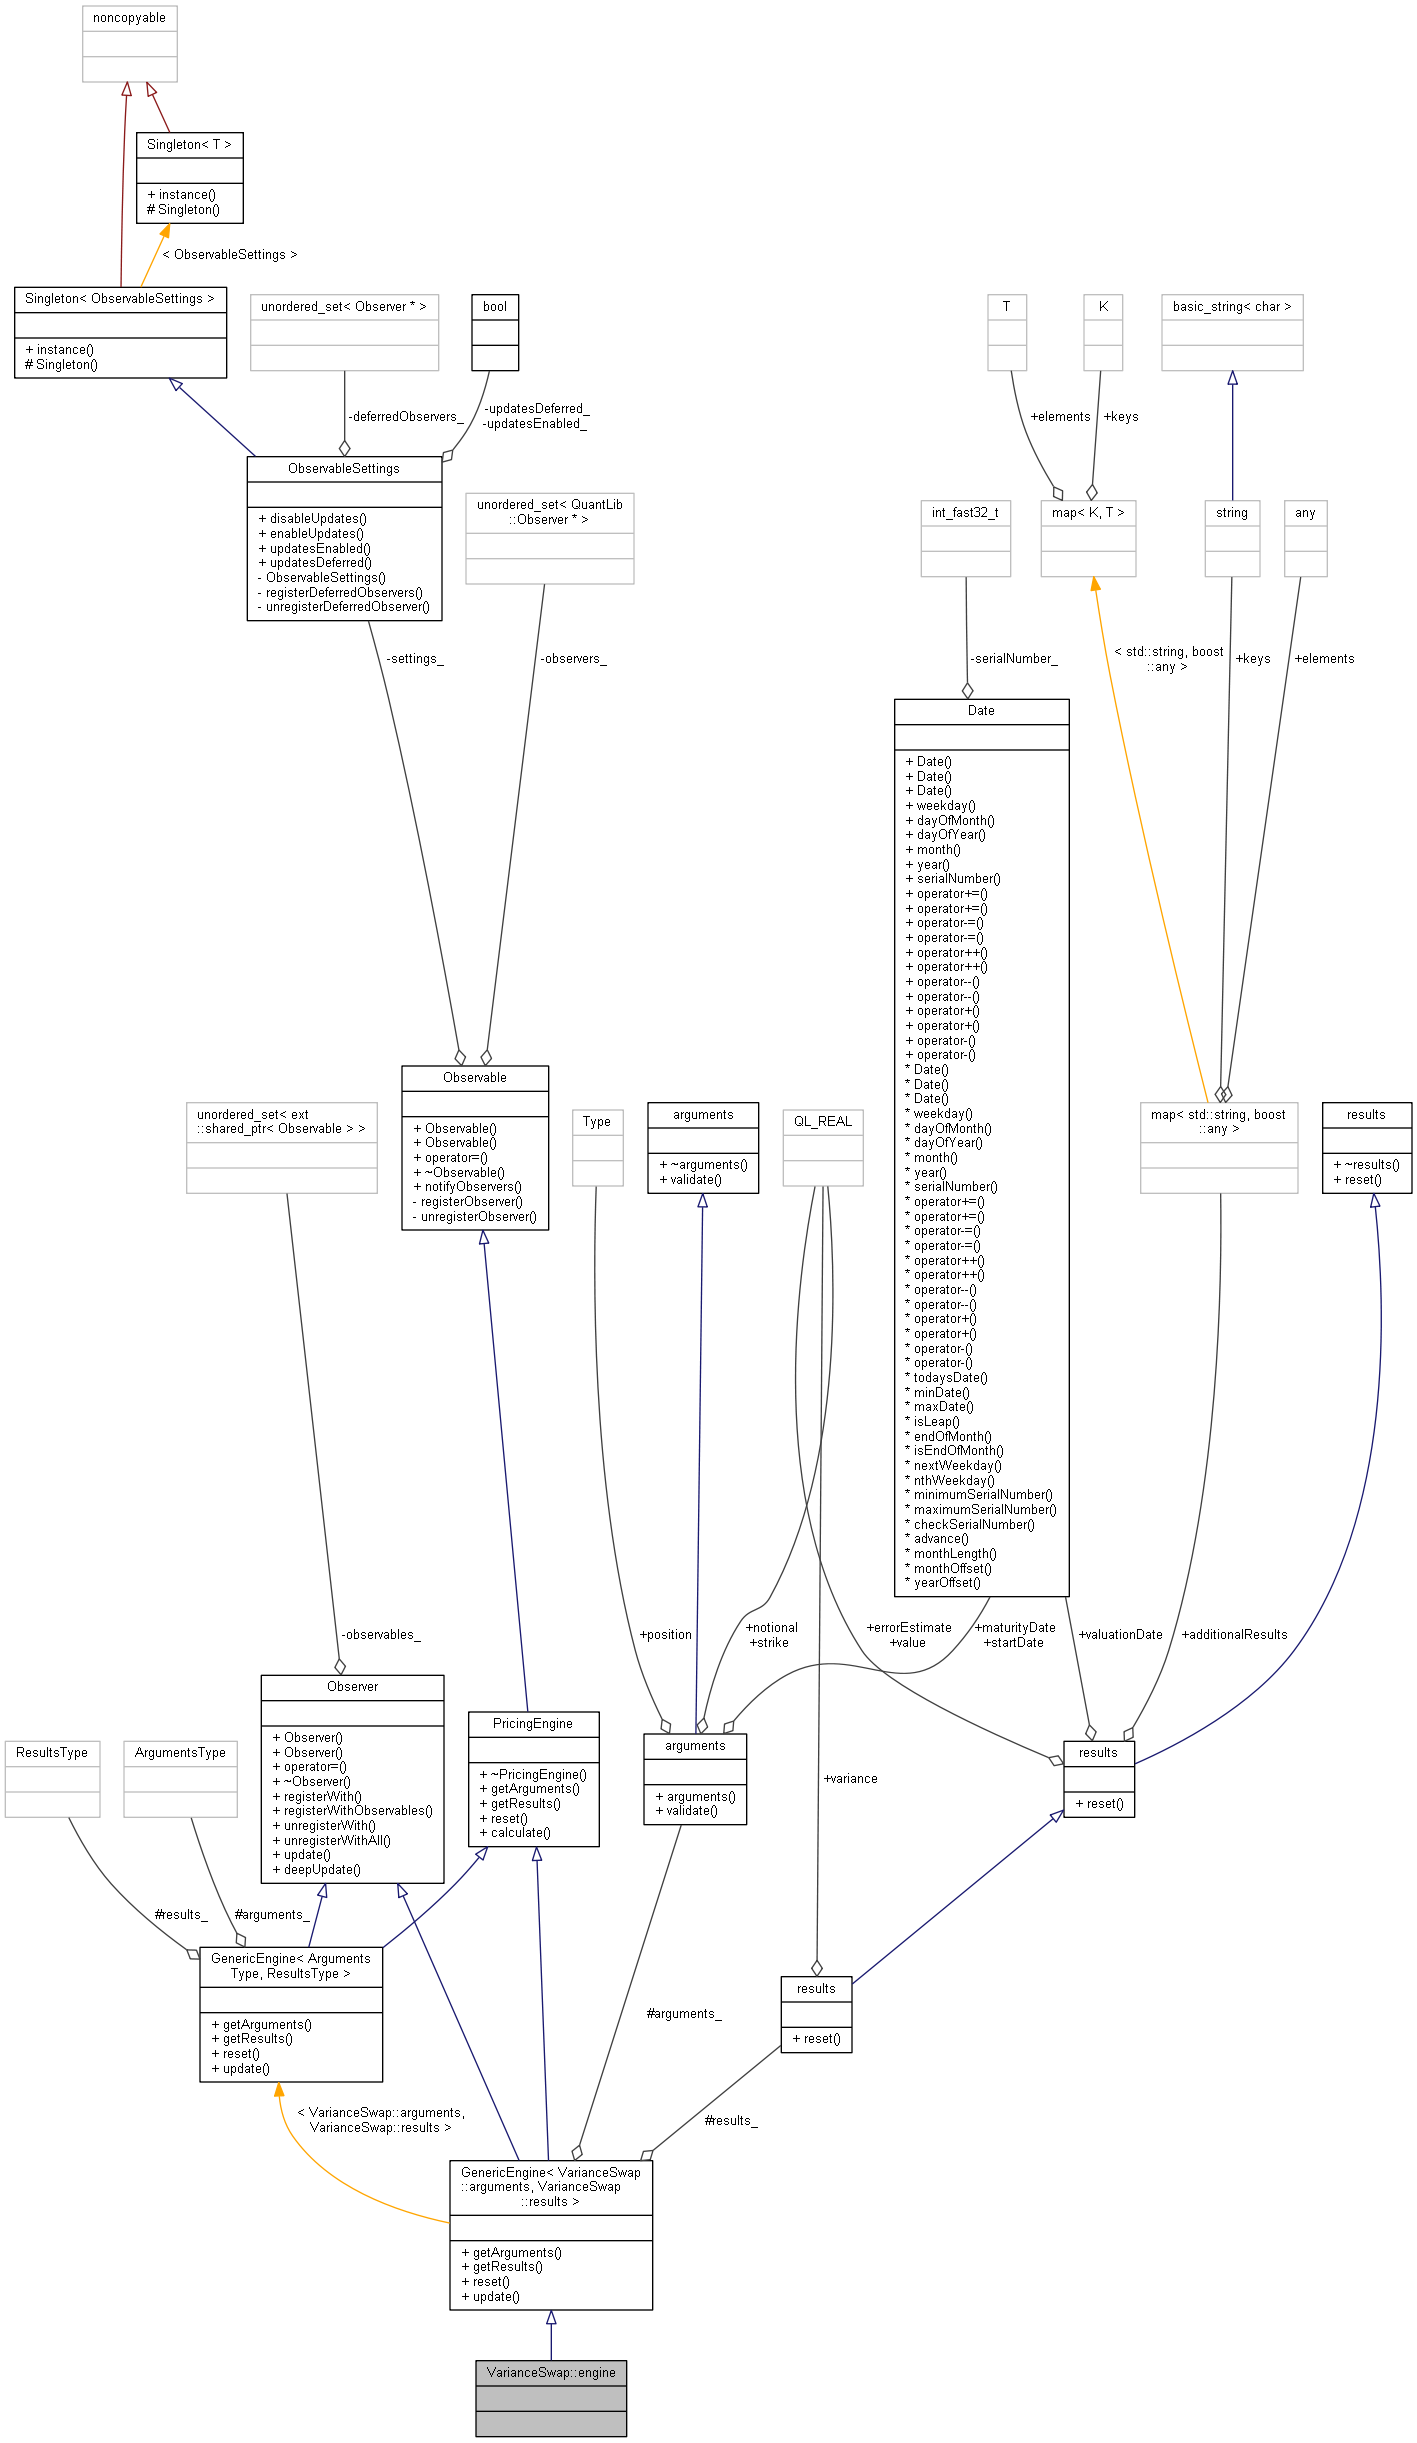 noncopyable
Singleton< T >
+ instance()
# Singleton()
< ObservableSettings >
Singleton< ObservableSettings >
+ instance()
# Singleton()
unordered_set< Observer * >
bool
T
K
basic_string< char >
-deferredObservers_
-updatesDeferred_
-updatesEnabled_
+elements
+keys
ObservableSettings
+ disableUpdates()
+ enableUpdates()
+ updatesEnabled()
+ updatesDeferred()
- ObservableSettings()
- registerDeferredObservers()
- unregisterDeferredObserver()
unordered_set< QuantLib
::Observer * >
int_fast32_t
map< K, T >
string
any
-settings_
-observers_
-serialNumber_
< std::string, boost
::any >
+keys
+elements
Date
+ Date()
+ Date()
+ Date()
+ weekday()
+ dayOfMonth()
+ dayOfYear()
+ month()
+ year()
+ serialNumber()
+ operator+=()
+ operator+=()
+ operator-=()
+ operator-=()
+ operator++()
+ operator++()
+ operator--()
+ operator--()
+ operator+()
+ operator+()
+ operator-()
+ operator-()
* Date()
* Date()
* Date()
* weekday()
* dayOfMonth()
* dayOfYear()
* month()
* year()
* serialNumber()
* operator+=()
* operator+=()
* operator-=()
* operator-=()
* operator++()
* operator++()
* operator--()
* operator--()
* operator+()
* operator+()
* operator-()
* operator-()
* todaysDate()
* minDate()
* maxDate()
* isLeap()
* endOfMonth()
* isEndOfMonth()
* nextWeekday()
* nthWeekday()
* minimumSerialNumber()
* maximumSerialNumber()
* checkSerialNumber()
* advance()
* monthLength()
* monthOffset()
* yearOffset()
Observable
+ Observable()
+ Observable()
+ operator=()
+ ~Observable()
+ notifyObservers()
- registerObserver()
- unregisterObserver()
unordered_set< ext
::shared_ptr< Observable > >
Type
arguments
+ ~arguments()
+ validate()
QL_REAL
map< std::string, boost
::any >
results
+ ~results()
+ reset()
-observables_
+position
+notional
+strike
+errorEstimate
+value
+maturityDate
+startDate
+valuationDate
+additionalResults
Observer
+ Observer()
+ Observer()
+ operator=()
+ ~Observer()
+ registerWith()
+ registerWithObservables()
+ unregisterWith()
+ unregisterWithAll()
+ update()
+ deepUpdate()
PricingEngine
+ ~PricingEngine()
+ getArguments()
+ getResults()
+ reset()
+ calculate()
arguments
+ arguments()
+ validate()
results
+ reset()
ResultsType
ArgumentsType
+variance
#results_
#arguments_
GenericEngine< Arguments
Type, ResultsType >
+ getArguments()
+ getResults()
+ reset()
+ update()
results
+ reset()
#arguments_
< VarianceSwap::arguments,
VarianceSwap::results >
#results_
GenericEngine< VarianceSwap
::arguments, VarianceSwap
::results >
+ getArguments()
+ getResults()
+ reset()
+ update()
VarianceSwap::engine